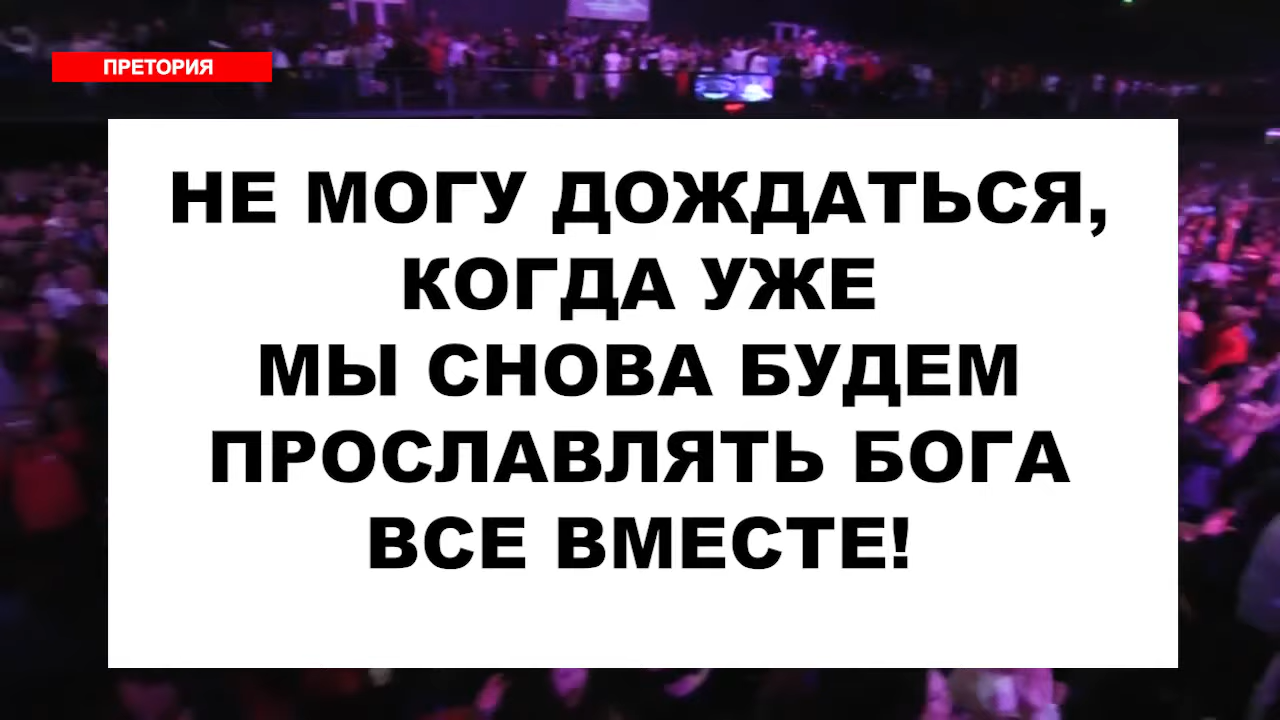 ПРЕТОРИЯ
НЕ МОГУ ДОЖДАТЬСЯ,
КОГДА УЖЕ
МЫ СНОВА БУДЕМ
ПРОСЛАВЛЯТЬ БОГА
ВСЕ ВМЕСТЕ!